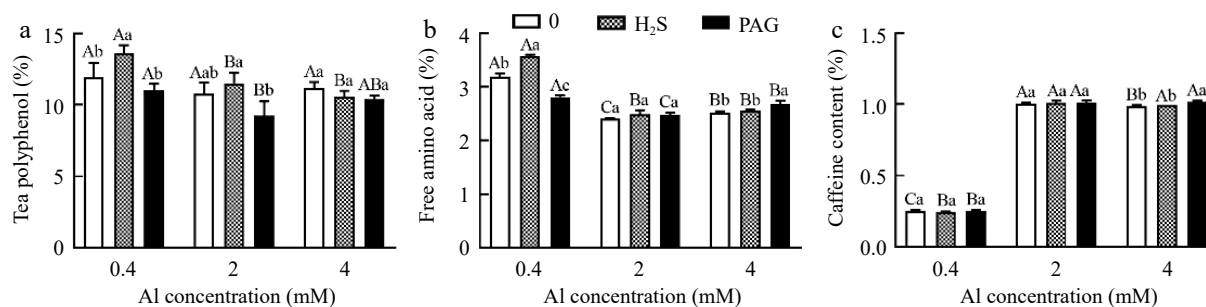 a
Tea polyphenol (%)
15
10
5
0
Ab Aa Ab
Aab Ba Bb
Aa Ba ABa
0.4 2 4
Al concentration (mM)
b
0 H₂S PAG
Free amino acid (%)
4
3
2
1
0
Ab Aa Ac
Ca Ba Ca
Bb Bb Ba
0.4 2 4
Al concentration (mM)
c
Caffeine content (%)
1.5
1.0
0.5
0.0
Ca Ba Ba
Aa Aa Aa
Bb Ab Aa
0.4 2 4
Al concentration (mM)